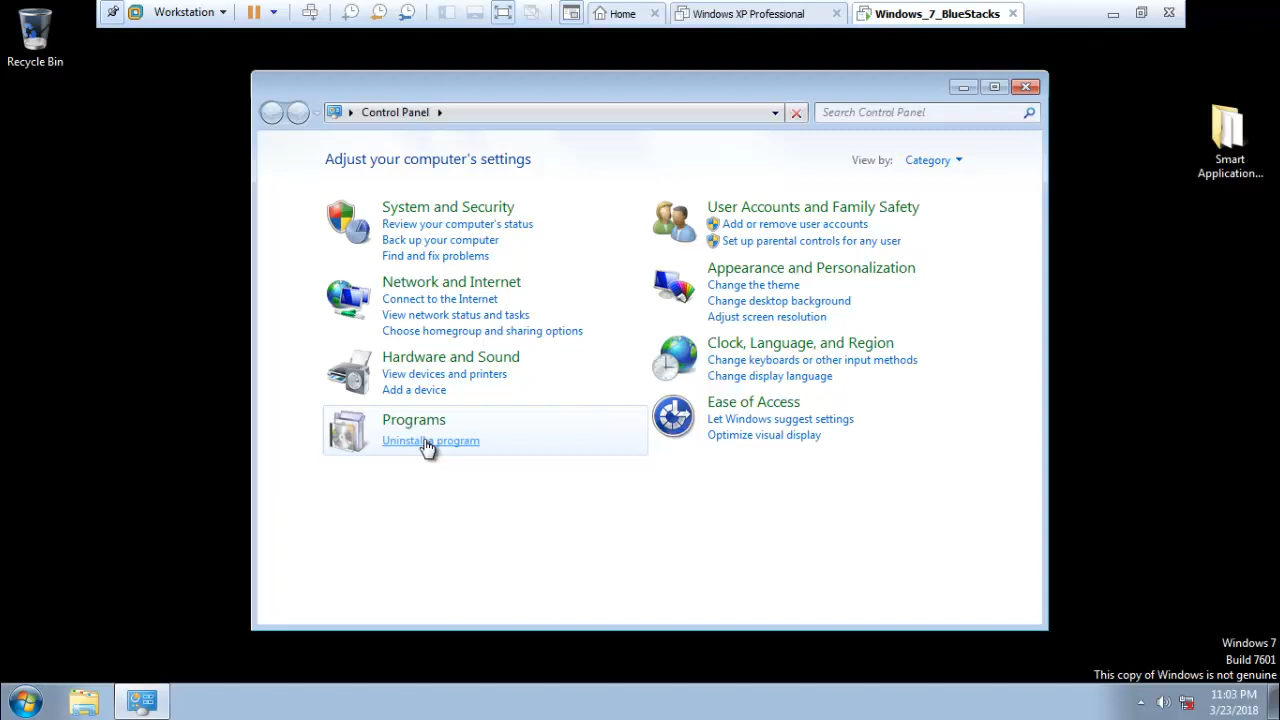 Workstation
Home
Windows XP Professional
Windows_7_BlueStacks
Recycle Bin
Control Panel
Search Control Panel
Smart
Application...
Adjust your computer's settings
View by:
Category
System and Security
Review your computer's status
Back up your computer
Find and fix problems
Network and Internet
Connect to the Internet
View network status and tasks
Choose homegroup and sharing options
Hardware and Sound
View devices and printers
Add a device
Programs
Uninstall a program
User Accounts and Family Safety
Add or remove user accounts
Set up parental controls for any user
Appearance and Personalization
Change the theme
Change desktop background
Adjust screen resolution
Clock, Language, and Region
Change keyboards or other input methods
Change display language
Ease of Access
Let Windows suggest settings
Optimize visual display
Windows 7
Build 7601
This copy of Windows is not genuine
11:03 PM
3/23/2018